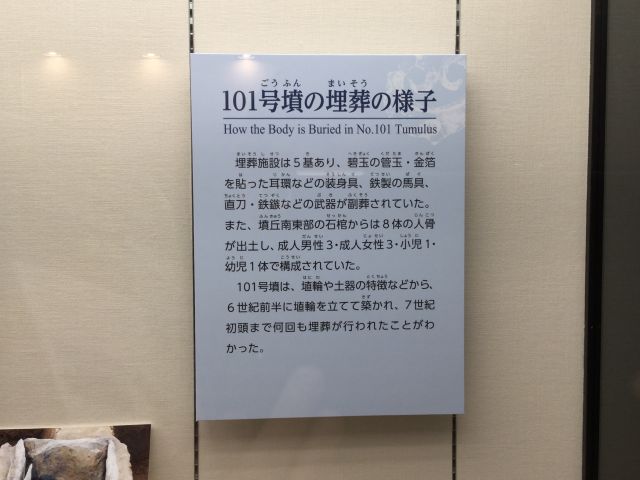 101号墳の埋葬の様子
How the Body is Buried in No.101 Tumulus
埋葬施設は5基あり、碧玉の管玉・金箔
を貼った耳環などの装身具、鉄製の馬具、
直刀・鉄鏃などの武器が副葬されていた。
また、墳丘南東部の石棺からは8体の人骨
が出土し、成人男性3・成人女性3・小児1・
幼児1体で構成されていた。
101号墳は、埴輪や土器の特徴などから、
6世紀前半に埴輪を立てて築かれ、7世紀
初頭まで何回も埋葬が行われたことがわ
かった。